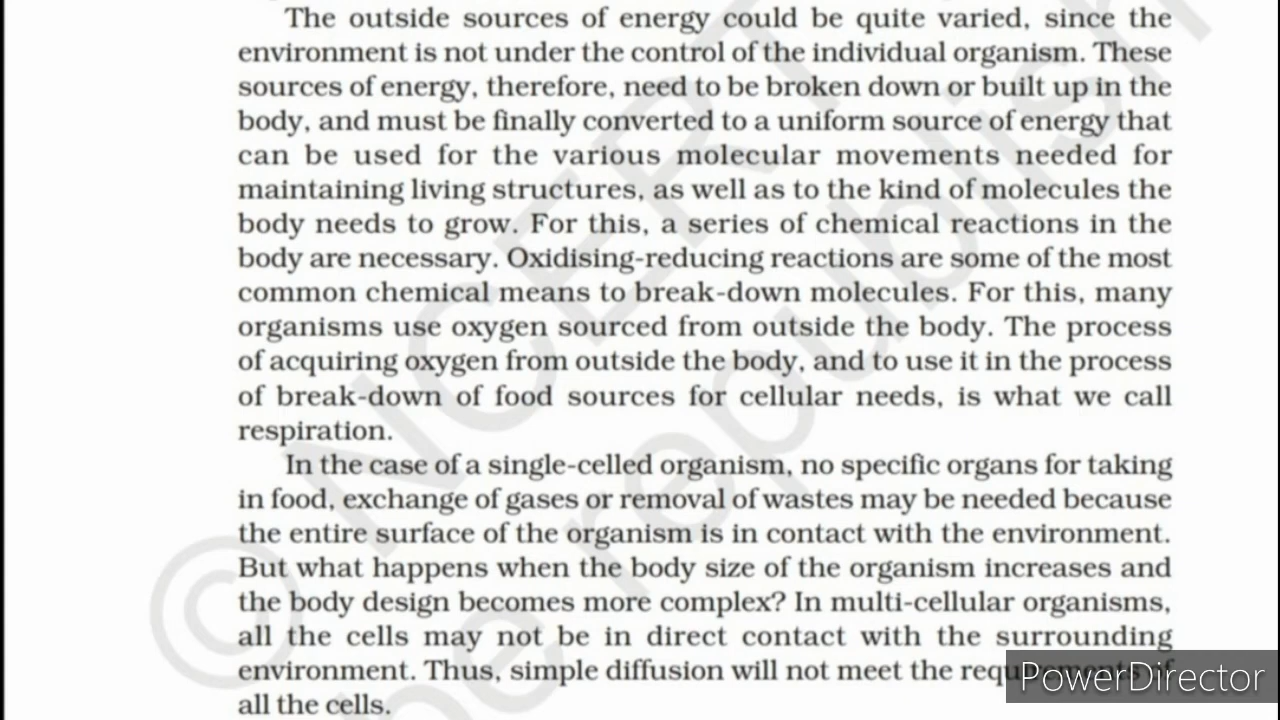 The outside sources of energy could be quite varied, since the
environment is not under the control of the individual organism. These
sources of energy, therefore, need to be broken down or built up in the
body, and must be finally converted to a uniform source of energy that
can be used for the various molecular movements needed for
maintaining living structures, as well as to the kind of molecules the
body needs to grow. For this, a series of chemical reactions in the
body are necessary. Oxidising-reducing reactions are some of the most
common chemical means to break-down molecules. For this, many
organisms use oxygen sourced from outside the body. The process
of acquiring oxygen from outside the body, and to use it in the process
of break-down of food sources for cellular needs, is what we call
respiration.
In the case of a single-celled organism, no specific organs for taking
in food, exchange of gases or removal of wastes may be needed because
the entire surface of the organism is in contact with the environment.
But what happens when the body size of the organism increases and
the body design becomes more complex? In multi-cellular organisms,
all the cells may not be in direct contact with the surrounding
environment. Thus, simple diffusion will not meet the requirements of
all the cells.
© NCERT
be republish
PowerDirector